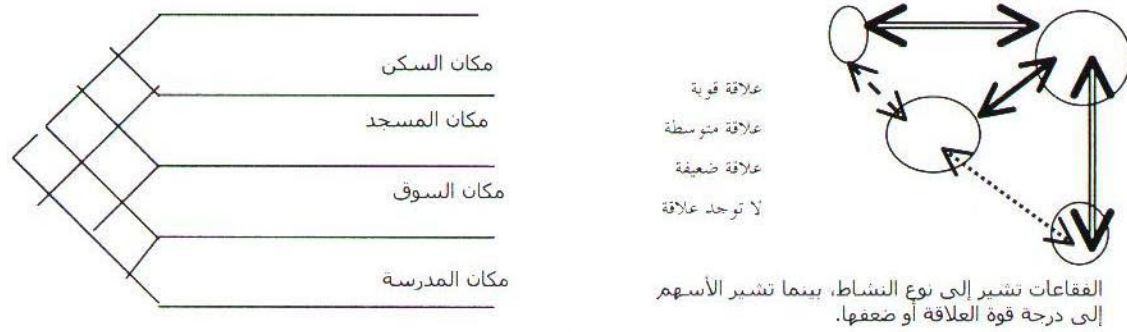 مكان السكن
مكان المسجد
مكان السوق
مكان المدرسة
علاقة قوية
علاقة متوسطة
علاقة ضعيفة
لا توجد علاقة
الفقاعات تشير إلى نوع النشاط، بينما تشير الأسهم
إلى درجة قوة العلاقة أو ضعفها.